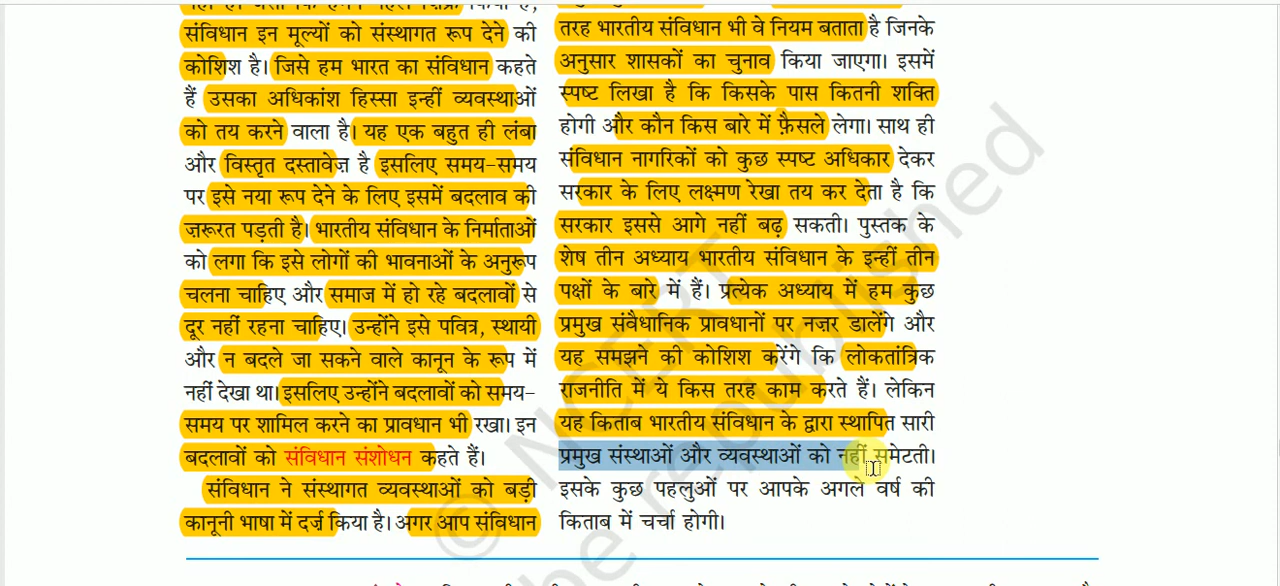 संविधान इन मूल्यों को संस्थागत रूप देने की
कोशिश है। जिसे हम भारत का संविधान कहते
हैं उसका अधिकांश हिस्सा इन्हीं व्यवस्थाओं
को तय करने वाला है। यह एक बहुत ही लंबा
और विस्तृत दस्तावेज़ है इसलिए समय-समय
पर इसे नया रूप देने के लिए इसमें बदलाव की
ज़रूरत पड़ती है। भारतीय संविधान के निर्माताओं
को लगा कि इसे लोगों की भावनाओं के अनुरूप
चलना चाहिए और समाज में हो रहे बदलावों से
दूर नहीं रहना चाहिए। उन्होंने इसे पवित्र, स्थायी
और न बदले जा सकने वाले कानून के रूप में
नहीं देखा था। इसलिए उन्होंने बदलावों को समय-
समय पर शामिल करने का प्रावधान भी रखा। इन
बदलावों को संविधान संशोधन कहते हैं।
संविधान ने संस्थागत व्यवस्थाओं को बड़ी
कानूनी भाषा में दर्ज किया है। अगर आप संविधान
तरह भारतीय संविधान भी वे नियम बताता है जिनके
अनुसार शासकों का चुनाव किया जाएगा। इसमें
स्पष्ट लिखा है कि किसके पास कितनी शक्ति
होगी और कौन किस बारे में फ़ैसले लेगा। साथ ही
संविधान नागरिकों को कुछ स्पष्ट अधिकार देकर
सरकार के लिए लक्ष्मण रेखा तय कर देता है कि
सरकार इससे आगे नहीं बढ़ सकती। पुस्तक के
शेष तीन अध्याय भारतीय संविधान के इन्हीं तीन
पक्षों के बारे में हैं। प्रत्येक अध्याय में हम कुछ
प्रमुख संवैधानिक प्रावधानों पर नज़र डालेंगे और
यह समझने की कोशिश करेंगे कि लोकतांत्रिक
राजनीति में ये किस तरह काम करते हैं। लेकिन
यह किताब भारतीय संविधान के द्वारा स्थापित सारी
प्रमुख संस्थाओं और व्यवस्थाओं को नहीं समेटती।
इसके कुछ पहलुओं पर आपके अगले वर्ष की
किताब में चर्चा होगी।
© NCERT
be republished